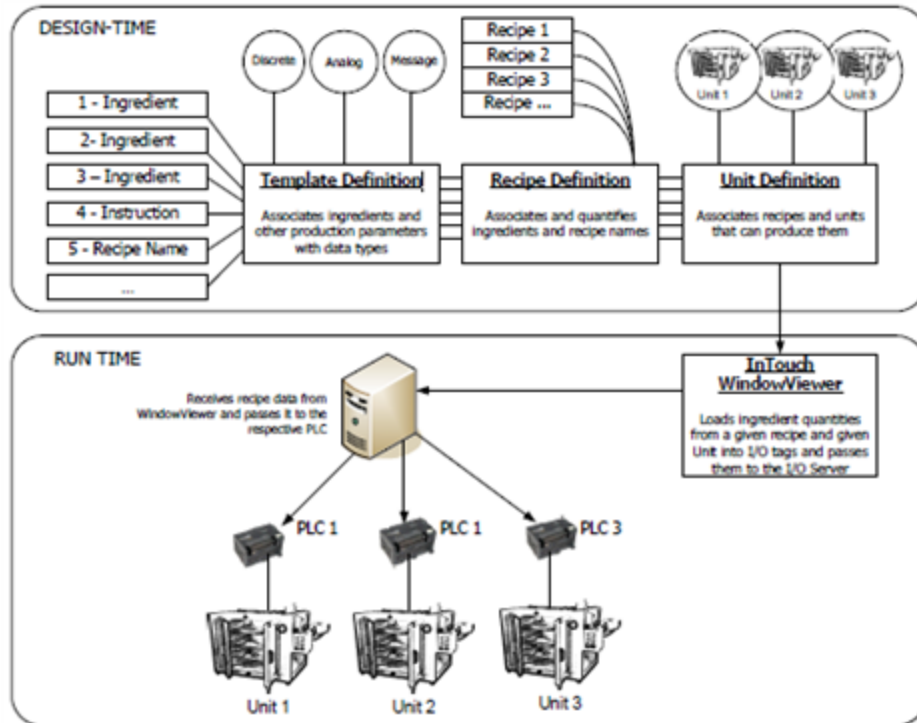 DESIGN-TIME
Discrete
Analog
Message
Recipe 1
Recipe 2
Recipe 3
Recipe ...
Unit 1
Unit 2
Unit 3
1 - Ingredient
2- Ingredient
3 – Ingredient
4 - Instruction
5 - Recipe Name
...
Template Definition
Associates ingredients and
other production parameters
with data types
Recipe Definition
Associates and quantifies
ingredients and recipe names
Unit Definition
Associates recipes and units
that can produce them
RUN TIME
Receives recipe data from
WindowViewer and passes it to the
respective PLC
InTouch
WindowViewer
Loads ingredient quantities
from a given recipe and given
Unit into I/O tags and passes
them to the I/O Server
PLC 1
PLC 1
PLC 3
Unit 1
Unit 2
Unit 3